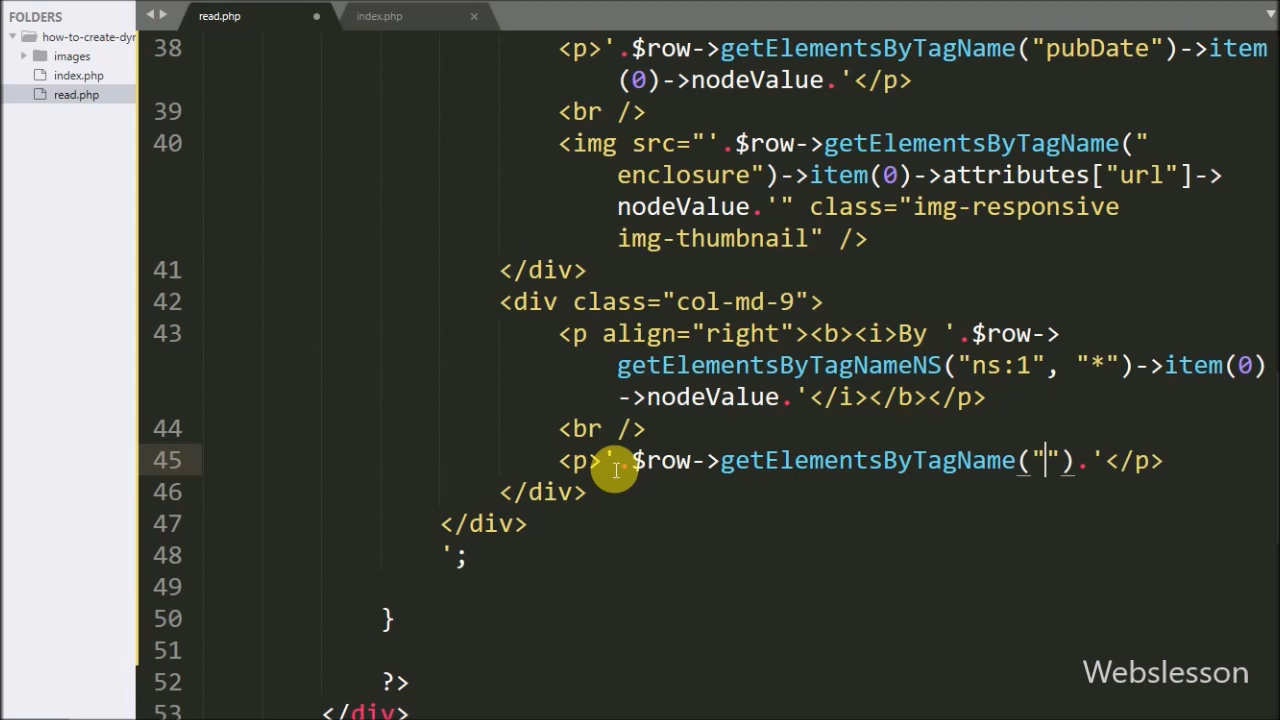 FOLDERS
how-to-create-dyr
images
index.php
read.php
read.php
index.php
38 <p>'.$row->getElementsByTagName("pubDate")->item
(0)->nodeValue.'</p>
39 <br />
40 <img src="'.$row->getElementsByTagName("
enclosure")->item(0)->attributes["url"]->
nodeValue.'" class="img-responsive
img-thumbnail" />
41 </div>
42 <div class="col-md-9">
43 <p align="right"><b><i>By '.$row->
getElementsByTagNameNS("ns:1", "*")->item(0)
->nodeValue.'</i></b></p>
44 <br />
45 <p>'.$row->getElementsByTagName("").'</p>
46 </div>
47 </div>
48 ';
49
50 }
51
52 ?>
53 </div>
Webslesson